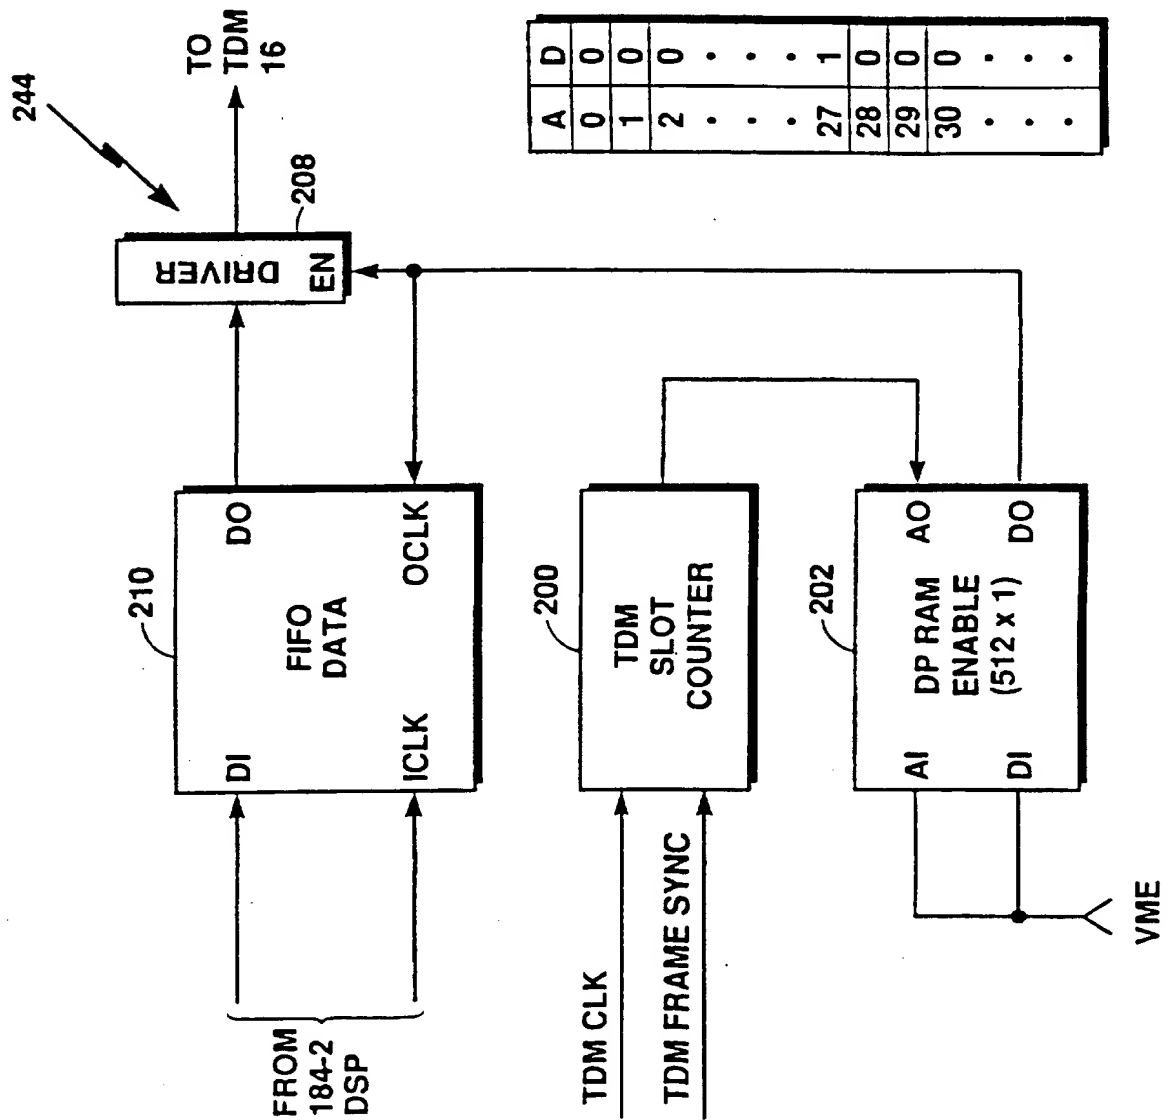 244
TO
TDM
16
208
DRIVER
EN
210
DI
DO
FIFO
DATA
ICLK
OCLK
FROM
184-2
DSP
200
TDM
SLOT
COUNTER
TDM CLK
TDM FRAME SYNC
202
AI
AO
DP RAM
ENABLE
(512 x 1)
DI
DO
VME
A D
0 0
1 0
2 0
• •
• •
• •
27 1
28 0
29 0
30 0
• •
• •
• •